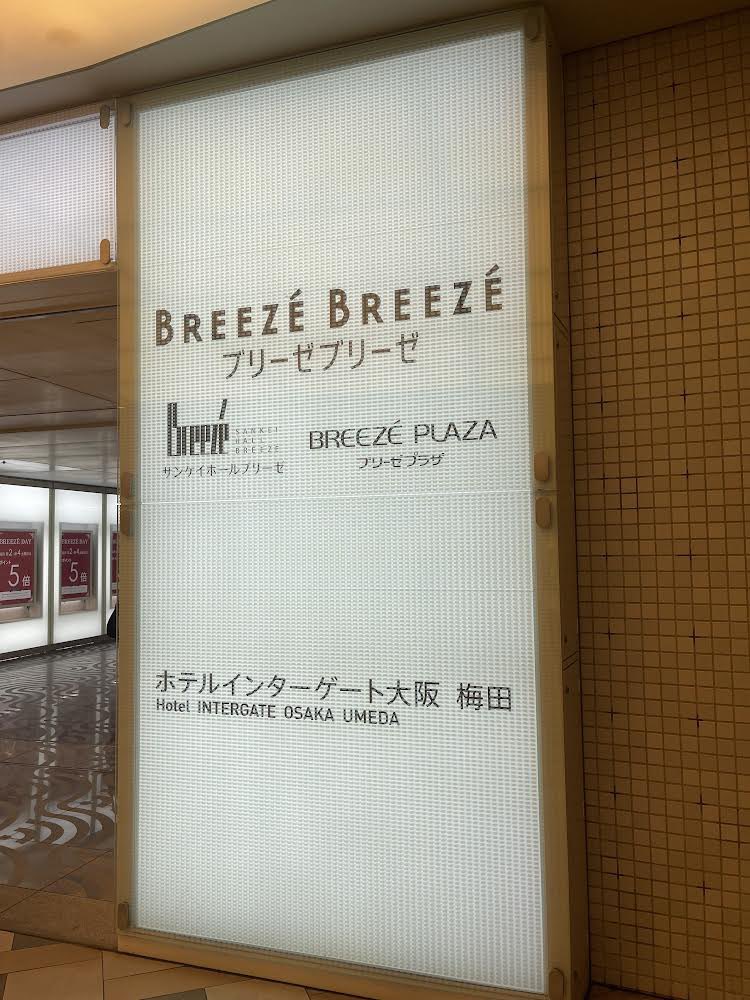 BREEZÉ BREEZÉ
ブリーゼブリーゼ
Breezé
SANKEI
HALL
BREEZE
サンケイホールブリーゼ
BREEZÉ PLAZA
ブリーゼプラザ
ホテルインターゲート大阪 梅田
Hotel INTERGATE OSAKA UMEDA
BREEZÉ DAY
5倍
BREEZÉ DAY
5倍